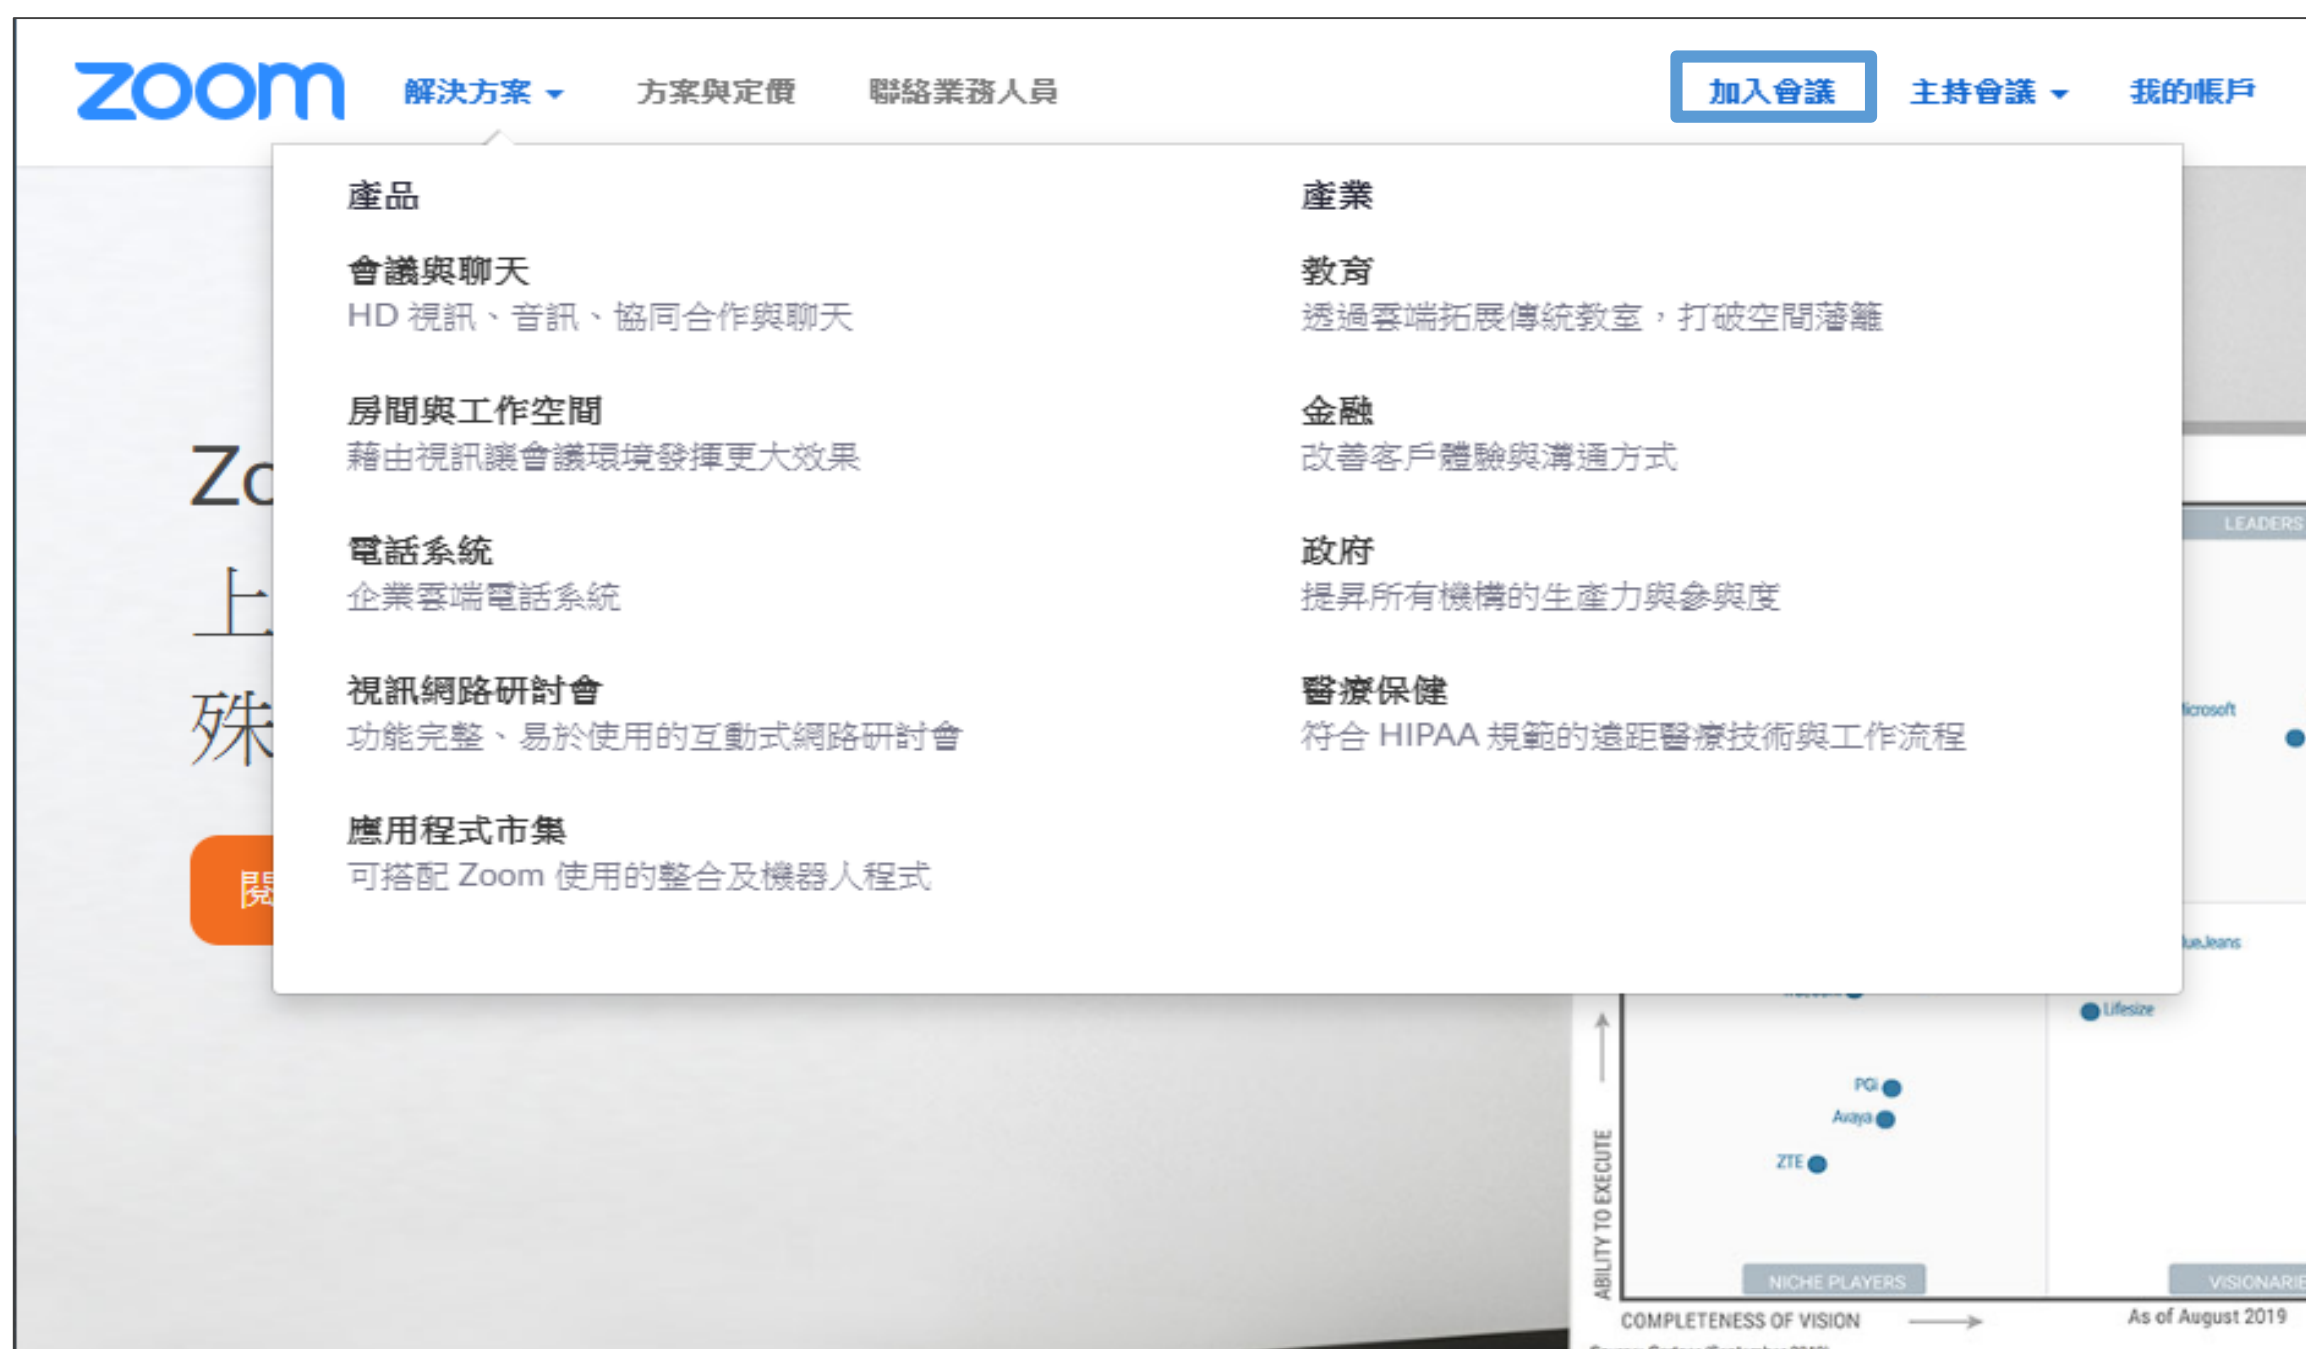 zoom
解決方案
方案與定價
聯絡業務人員
加入會議
主持會議
我的帳戶
產品
會議與聊天
HD 視訊、音訊、協同合作與聊天
房間與工作空間
藉由視訊讓會議環境發揮更大效果
電話系統
企業雲端電話系統
視訊網路研討會
功能完整、易於使用的互動式網路研討會
應用程式市集
可搭配 Zoom 使用的整合及機器人程式
產業
教育
透過雲端拓展傳統教室，打破空間藩籬
金融
改善客戶體驗與溝通方式
政府
提昇所有機構的生產力與參與度
醫療保健
符合 HIPAA 規範的遠距醫療技術與工作流程
上
殊
LEADERS
Lifesize
PGi
Avaya
ZTE
ABILITY TO EXECUTE
NICHE PLAYERS
COMPLETENESS OF VISION
As of August 2019